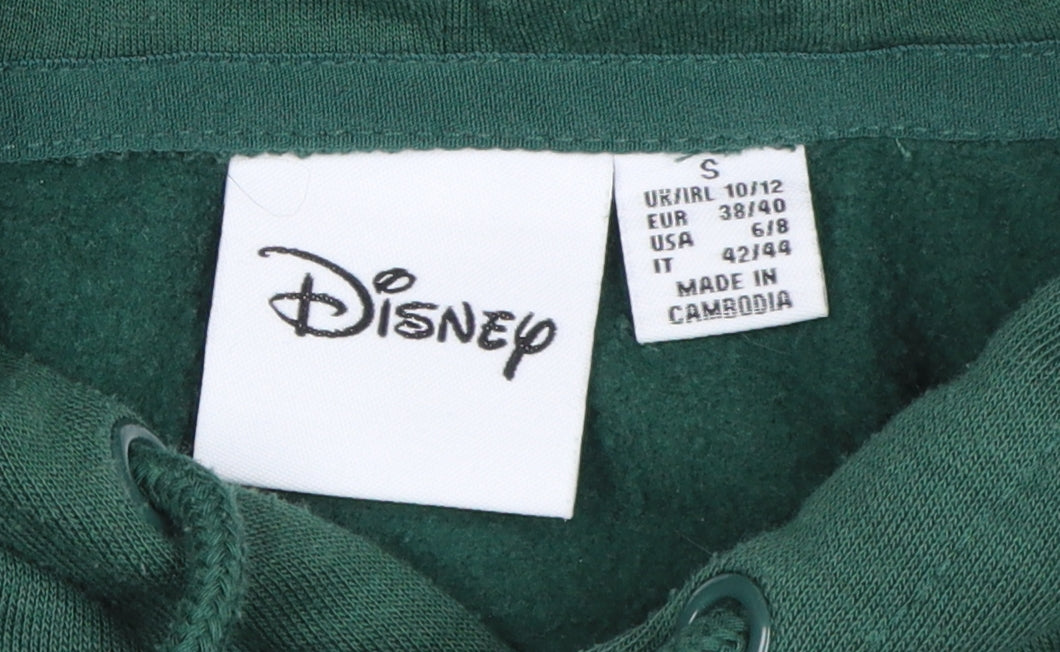 Disney
S
UK/IRL 10/12
EUR 38/40
USA 6/8
IT 42/44
MADE IN
CAMBODIA